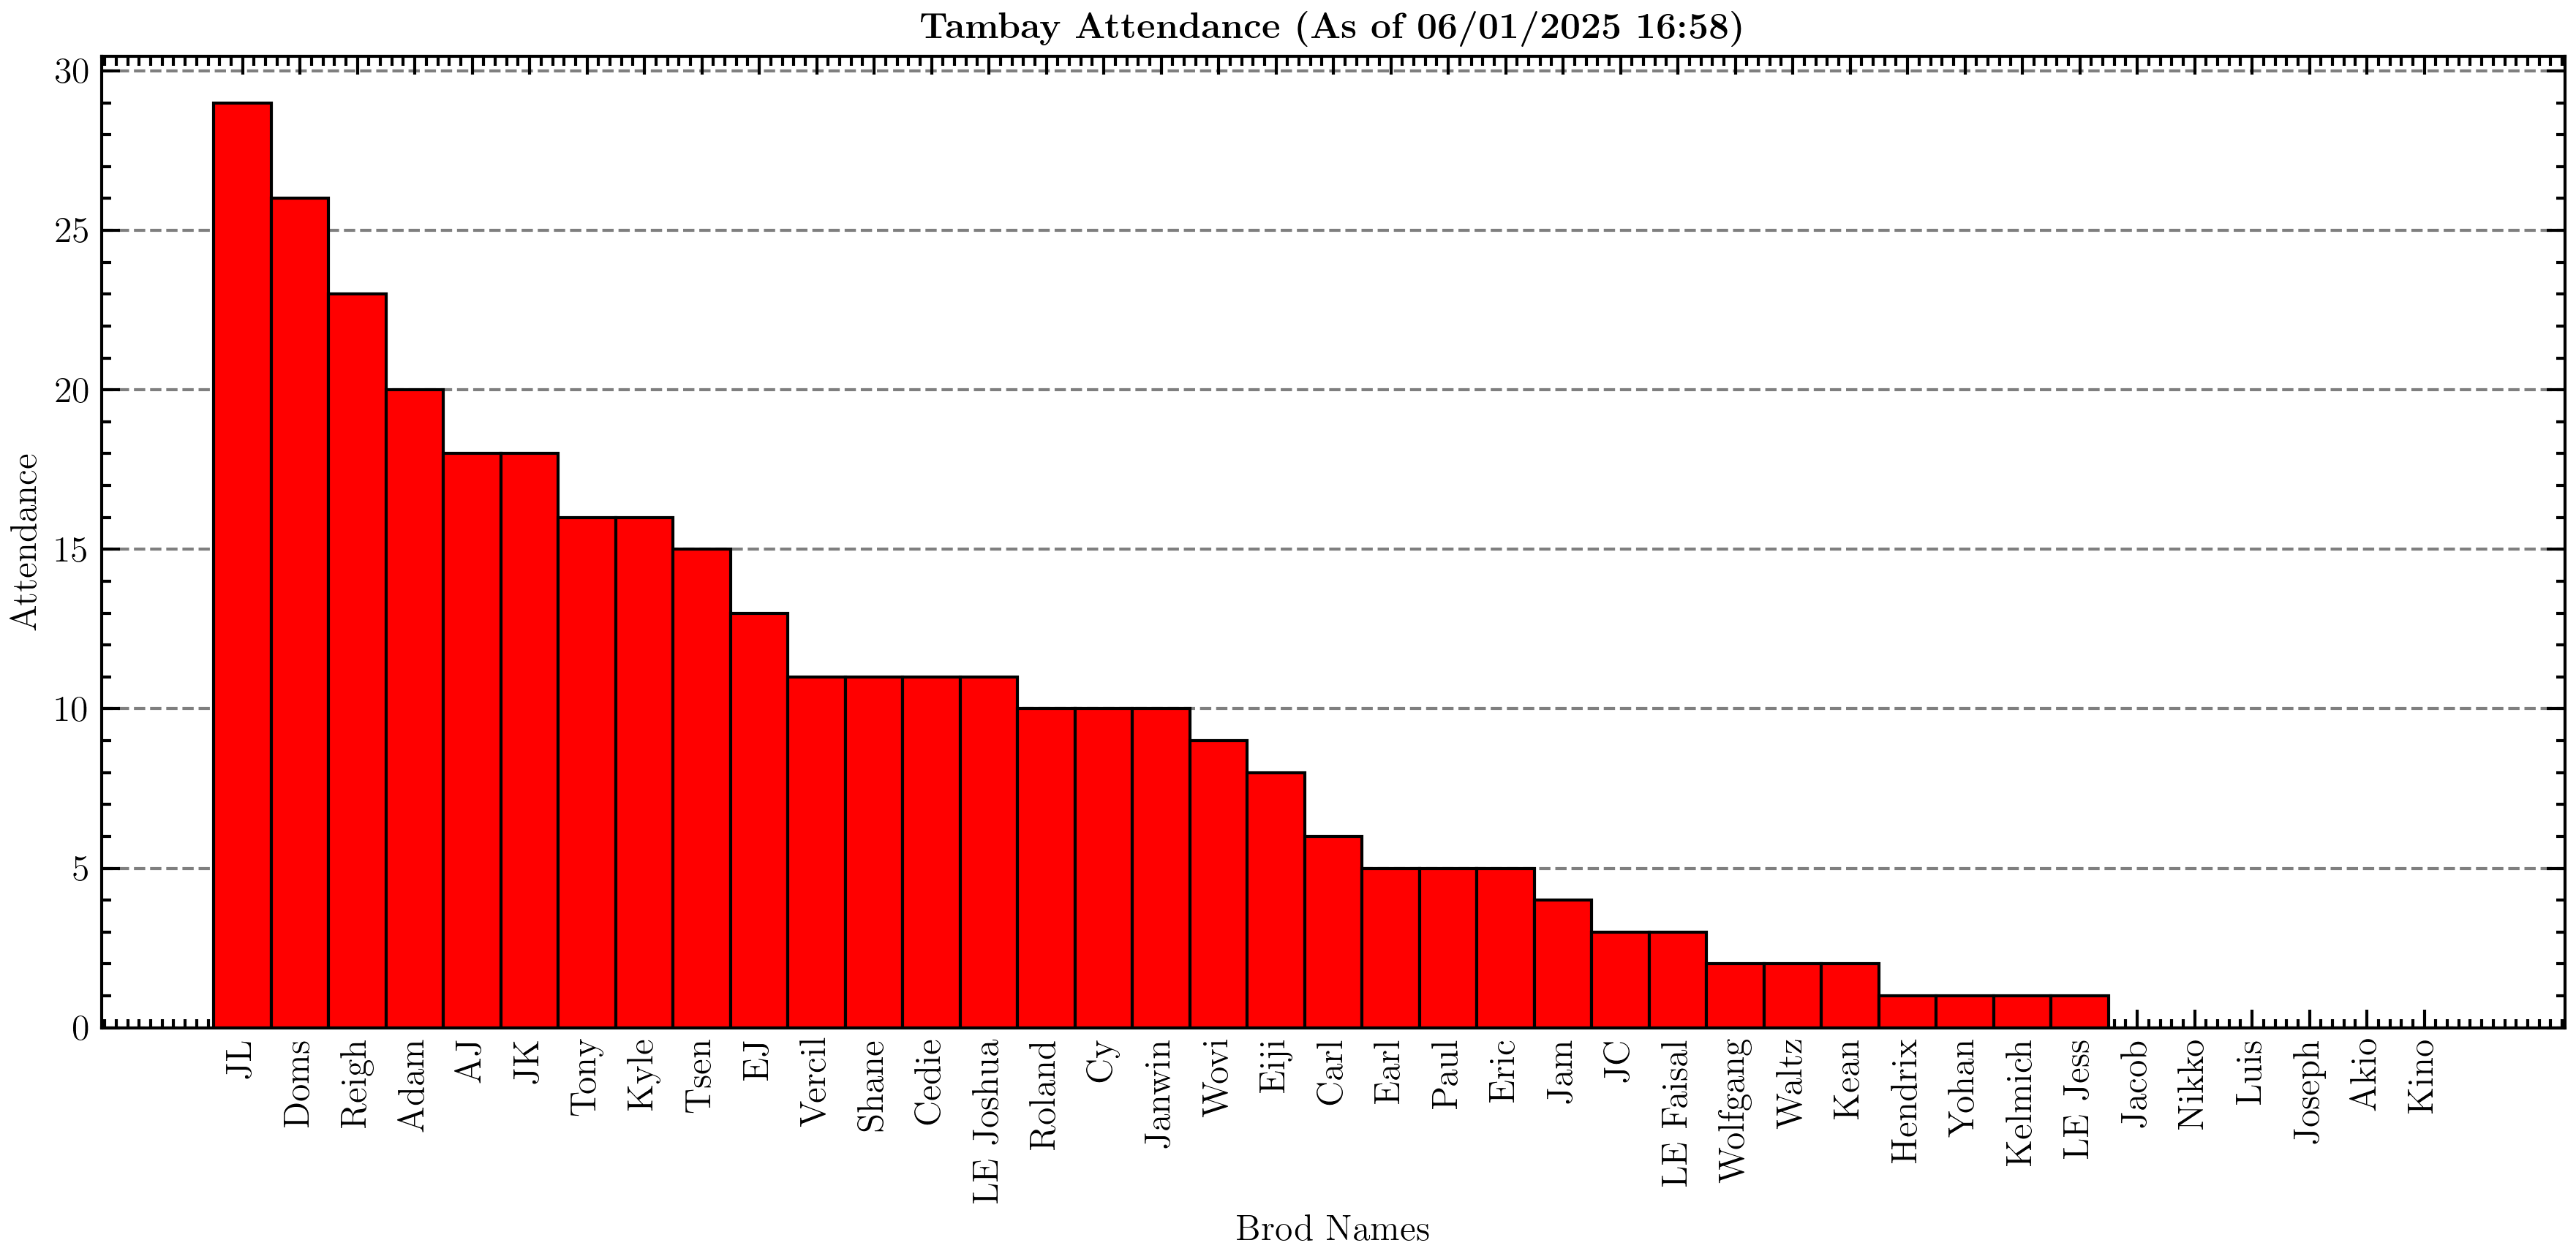 Tambay Attendance (As of 06/01/2025 16:58)
30
25
20
15
10
5
0
Attendance
JL
Doms
Reigh
Adam
AJ
JK
Tony
Kyle
Tsen
EJ
Vercil
Shane
Cedie
LE Joshua
Roland
Cy
Janwin
Wovi
Eiji
Carl
Earl
Paul
Eric
Jam
JC
LE Faisal
Wolfgang
Waltz
Kean
Hendrix
Yohan
Kelmich
LE Jess
Jacob
Nikko
Luis
Joseph
Akio
Kino
Brod Names